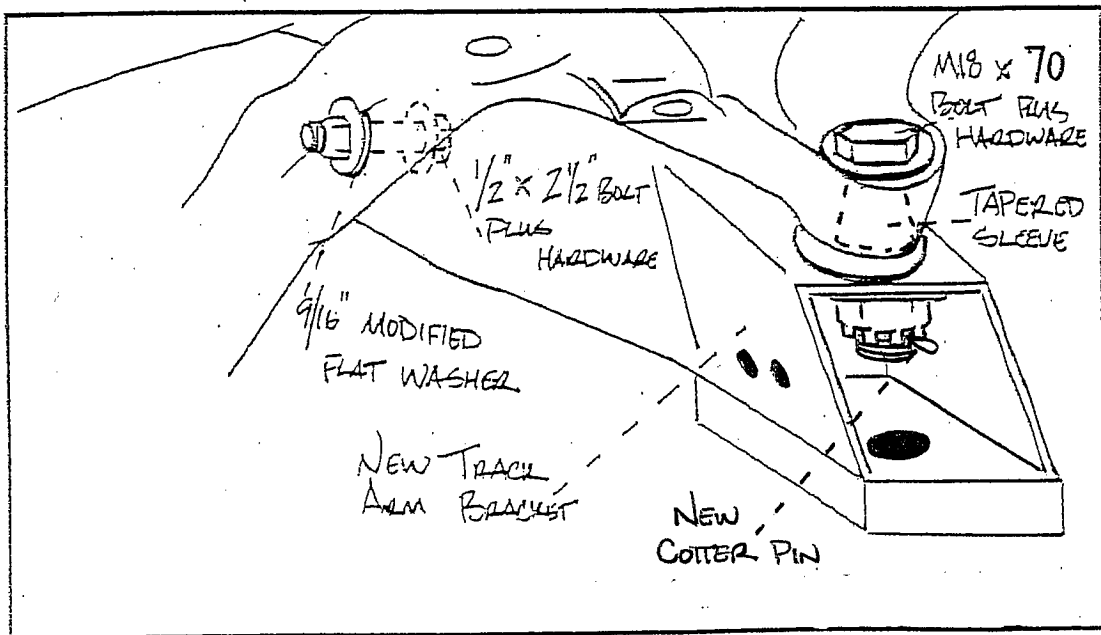 M18 x 70
BOLT PLUS
HARDWARE
1/2" x 2 1/2" BOLT
PLUS
HARDWARE
TAPERED
SLEEVE
9/16" MODIFIED
FLAT WASHER
NEW TRACK
ARM BRACKET
NEW
COTTER PIN